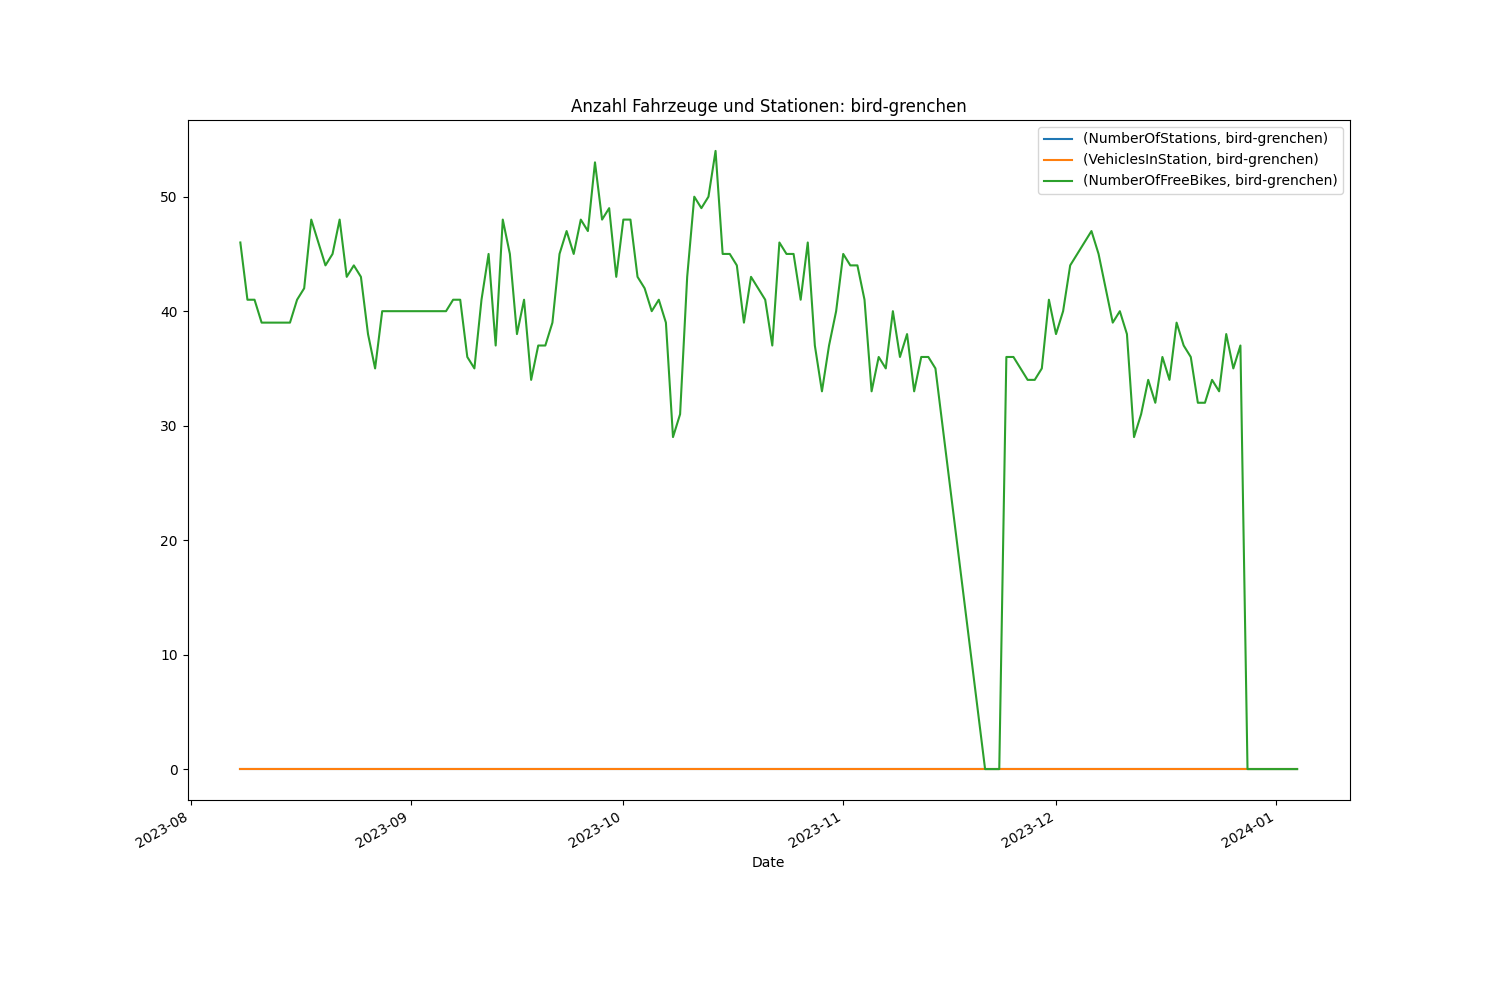 Anzahl Fahrzeuge und Stationen: bird-grenchen
(NumberOfStations, bird-grenchen)
(VehiclesInStation, bird-grenchen)
(NumberOfFreeBikes, bird-grenchen)
50
40
30
20
10
0
2023-08
2023-09
2023-10
2023-11
2023-12
2024-01
Date